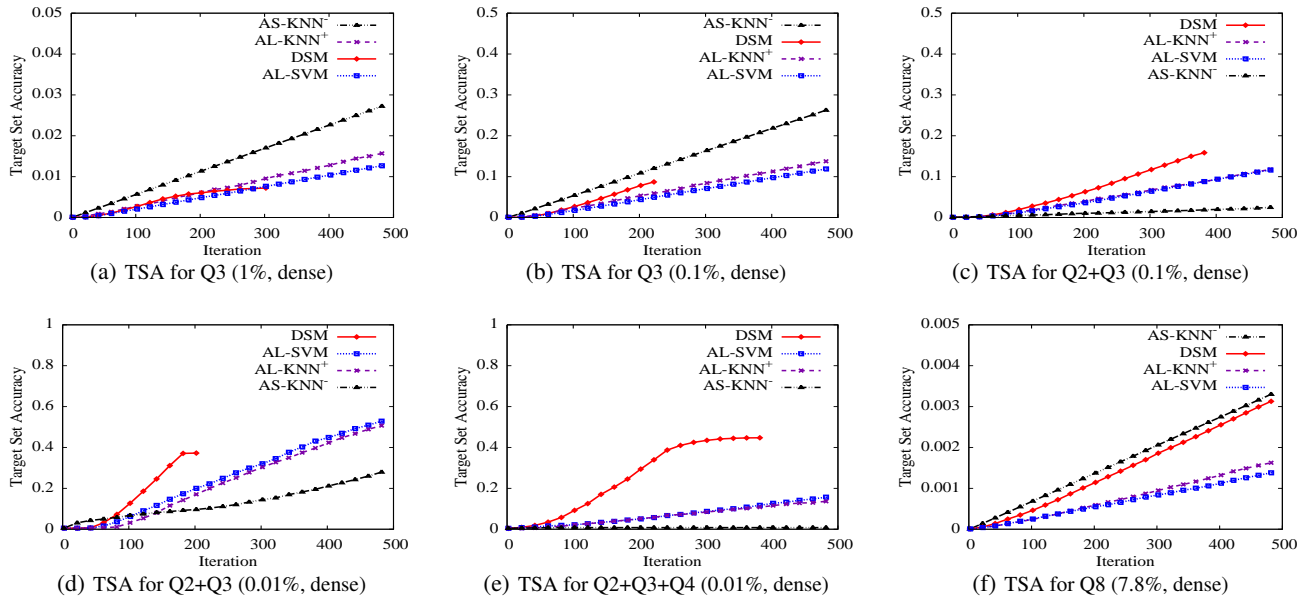 0.05
0.04
0.03
0.02
0.01
0
Target Set Accuracy
AS-KNN⁻
AL-KNN⁺
DSM
AL-SVM
0 100 200 300 400 500
Iteration
(a) TSA for Q3 (1%, dense)
0.5
0.4
0.3
0.2
0.1
0
Target Set Accuracy
AS-KNN⁻
DSM
AL-KNN⁺
AL-SVM
0 100 200 300 400 500
Iteration
(b) TSA for Q3 (0.1%, dense)
0.5
0.4
0.3
0.2
0.1
0
Target Set Accuracy
DSM
AL-KNN⁺
AL-SVM
AS-KNN⁻
0 100 200 300 400 500
Iteration
(c) TSA for Q2+Q3 (0.1%, dense)
1
0.8
0.6
0.4
0.2
0
Target Set Accuracy
DSM
AL-SVM
AL-KNN⁺
AS-KNN⁻
0 100 200 300 400 500
Iteration
(d) TSA for Q2+Q3 (0.01%, dense)
1
0.8
0.6
0.4
0.2
0
Target Set Accuracy
DSM
AL-SVM
AL-KNN⁺
AS-KNN⁻
0 100 200 300 400 500
Iteration
(e) TSA for Q2+Q3+Q4 (0.01%, dense)
0.005
0.004
0.003
0.002
0.001
0
Target Set Accuracy
AS-KNN⁻
DSM
AL-KNN⁺
AL-SVM
0 100 200 300 400 500
Iteration
(f) TSA for Q8 (7.8%, dense)